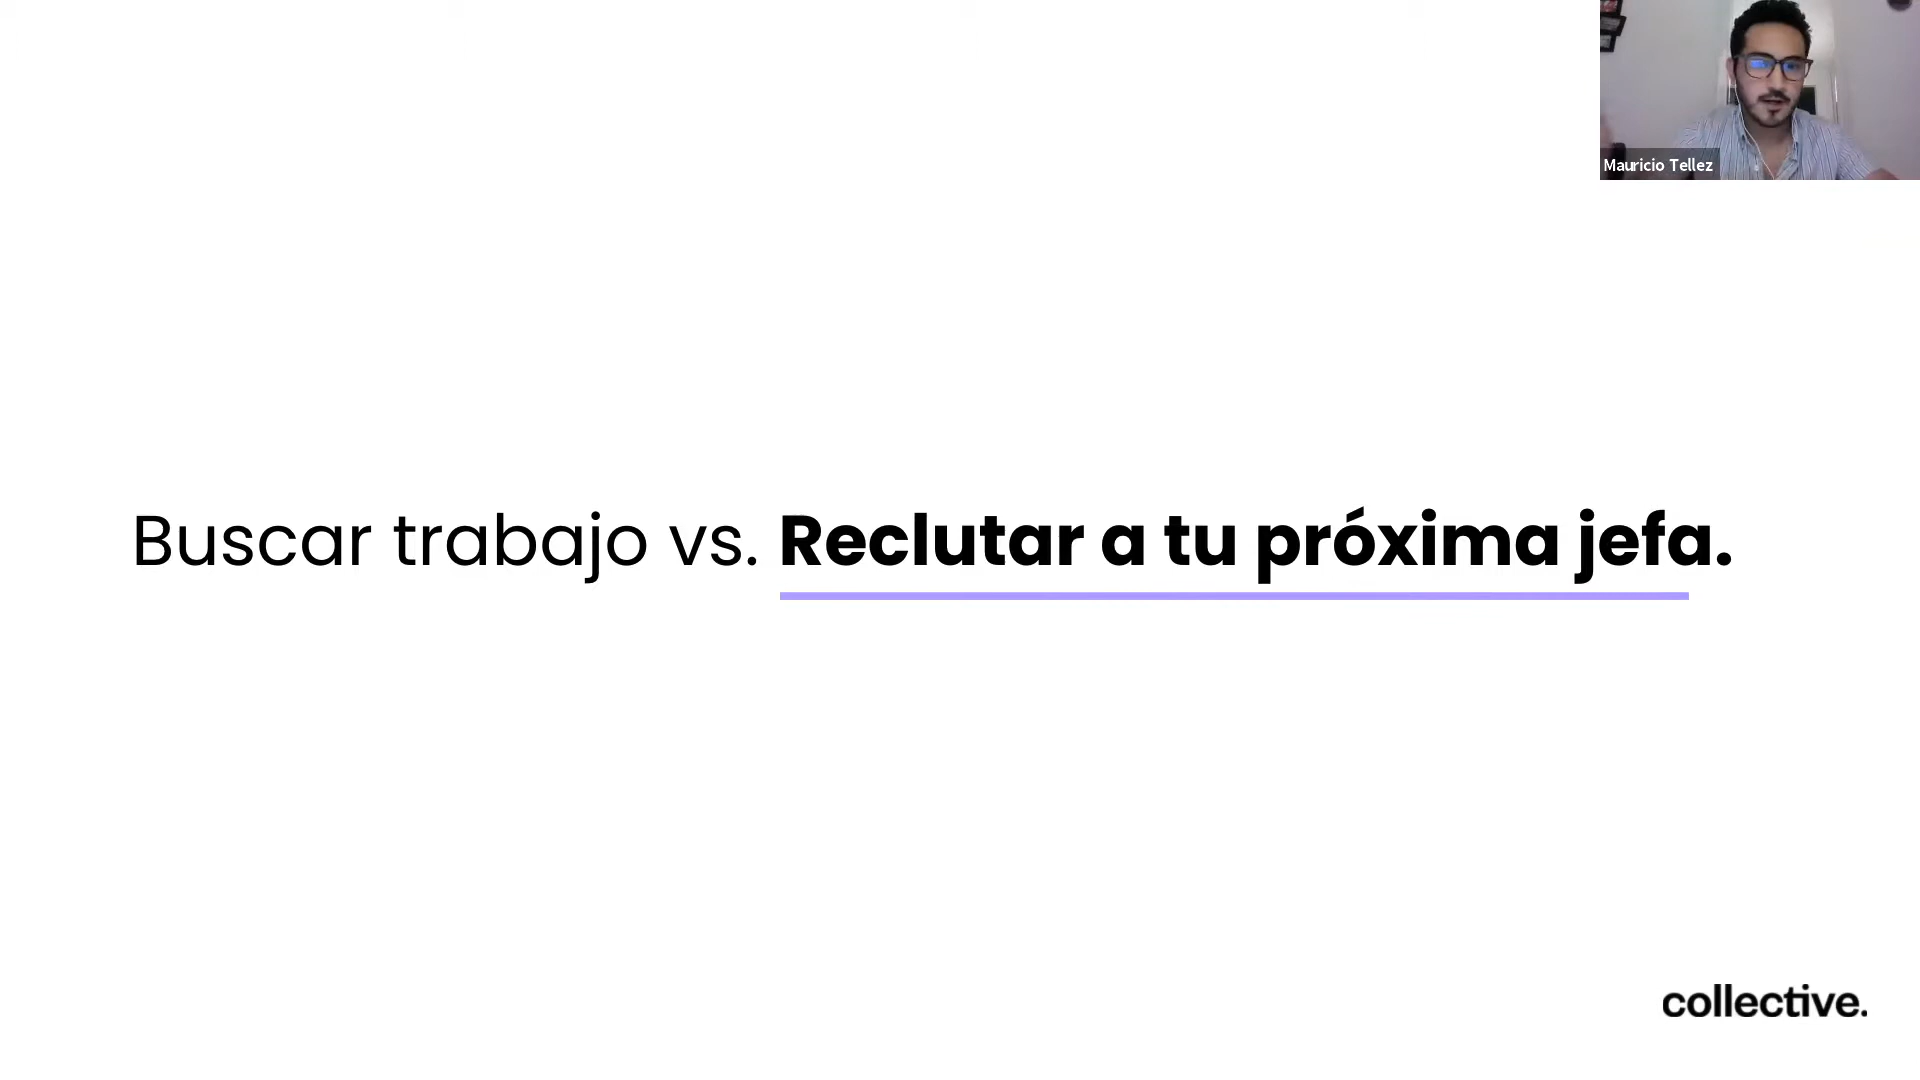 Mauricio Tellez
Buscar trabajo vs. Reclutar a tu próxima jefa.
collective.